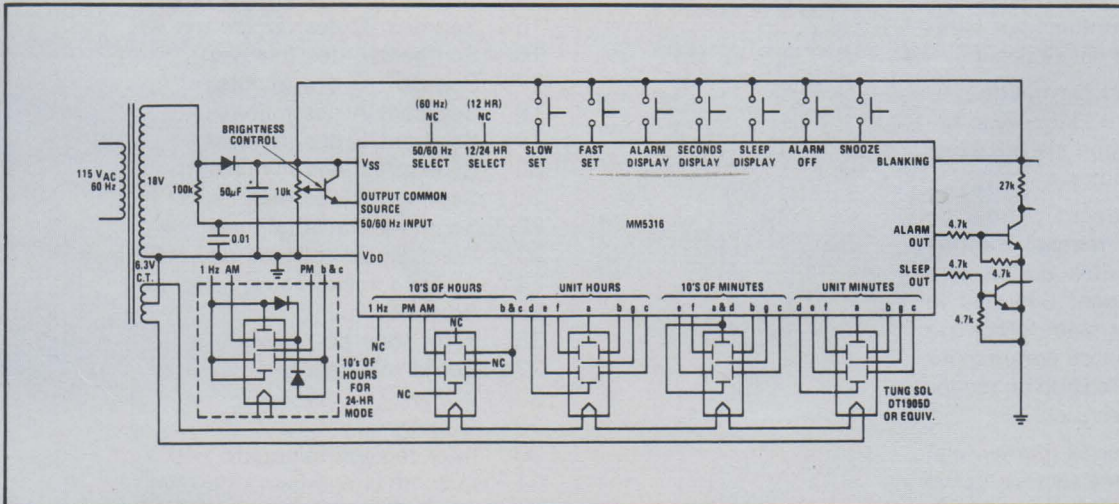 115 VAC
60 Hz
18V
6.3V
C.T.
100k
0.01
50µF
10k
BRIGHTNESS
CONTROL
(60 Hz)
NC
50/60 Hz
SELECT
(12 HR)
NC
12/24 HR
SELECT
SLOW
SET
FAST
SET
ALARM
DISPLAY
SECONDS
DISPLAY
SLEEP
DISPLAY
ALARM
OFF
SNOOZE
VSS
OUTPUT COMMON
SOURCE
50/60 Hz INPUT
VDD
MM5316
BLANKING
27k
ALARM
OUT
4.7k
SLEEP
OUT
4.7k
4.7k
4.7k
1 Hz AM PM b & c
10's OF
HOURS
FOR
24-HR
MODE
10'S OF HOURS
UNIT HOURS
10'S OF MINUTES
UNIT MINUTES
1 Hz PM AM b & c
d e f a b g c
e f a & d b g c
d e f a b g c
NC
NC
NC
NC
TUNG SOL
DT1905D
OR EQUIV.